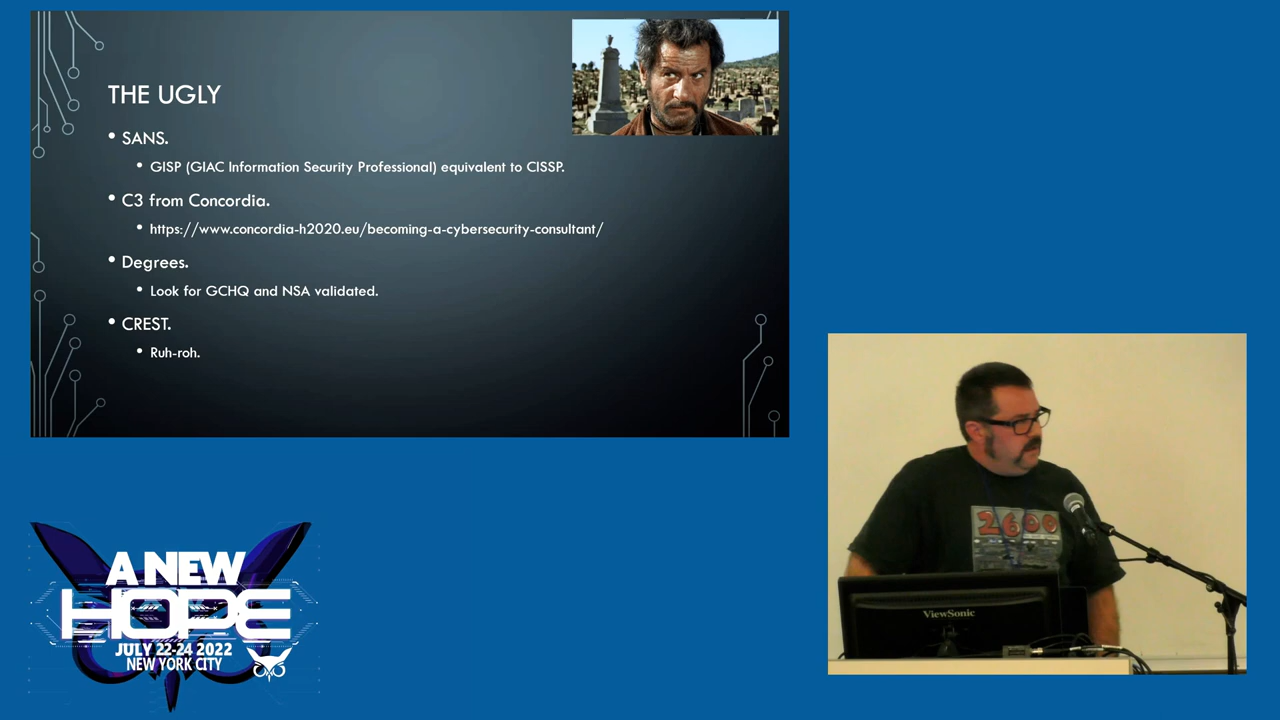 THE UGLY
• SANS.
• GISP (GIAC Information Security Professional) equivalent to CISSP.
• C3 from Concordia.
• https://www.concordia-h2020.eu/becoming-a-cybersecurity-consultant/
• Degrees.
• Look for GCHQ and NSA validated.
• CREST.
• Ruh-roh.
2600
ViewSonic
A NEW
HOPE
JULY 22-24 2022
NEW YORK CITY